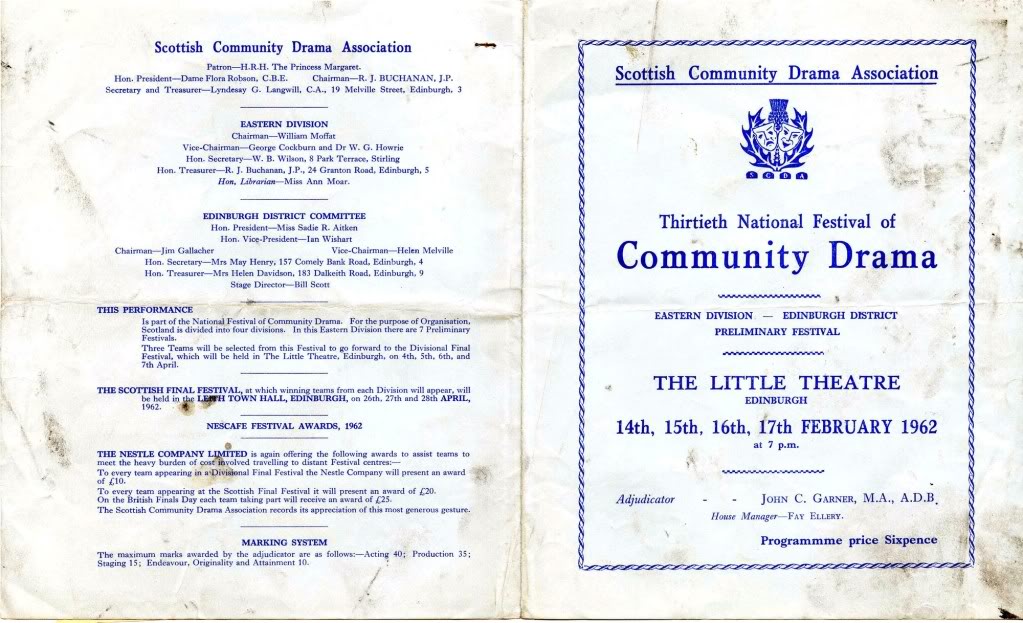 Scottish Community Drama Association
Patron—H.R.H. The Princess Margaret.
Hon. President—Dame Flora Robson, C.B.E. Chairman—R. J. BUCHANAN, J.P.
Secretary and Treasurer—Lyndesay G. Langwill, C.A., 19 Melville Street, Edinburgh, 3
EASTERN DIVISION
Chairman—William Moffat
Vice-Chairman—George Cockburn and Dr W. G. Howrie
Hon. Secretary—W. B. Wilson, 8 Park Terrace, Stirling
Hon. Treasurer—R. J. Buchanan, J.P., 24 Granton Road, Edinburgh, 5
Hon, Librarian—Miss Ann Moar.
EDINBURGH DISTRICT COMMITTEE
Hon. President—Miss Sadie R. Aitken
Hon. Vice-President—Ian Wishart
Chairman—Jim Gallacher Vice-Chairman—Helen Melville
Hon. Secretary—Mrs May Henry, 157 Comely Bank Road, Edinburgh, 4
Hon. Treasurer—Mrs Helen Davidson, 183 Dalkeith Road, Edinburgh, 9
Stage Director—Bill Scott
THIS PERFORMANCE
Is part of the National Festival of Community Drama. For the purpose of Organisation,
Scotland is divided into four divisions. In this Eastern Division there are 7 Preliminary
Festivals.
Three Teams will be selected from this Festival to go forward to the Divisional Final
Festival, which will be held in The Little Theatre, Edinburgh, on 4th, 5th, 6th, and
7th April.
THE SCOTTISH FINAL FESTIVAL, at which winning teams from each Division will appear, will
be held in the LEITH TOWN HALL, EDINBURGH, on 26th, 27th and 28th APRIL,
1962.
NESCAFE FESTIVAL AWARDS, 1962
THE NESTLE COMPANY LIMITED is again offering the following awards to assist teams to
meet the heavy burden of cost involved travelling to distant Festival centres:—
To every team appearing in a Divisional Final Festival the Nestle Company will present an award
of £10.
To every team appearing at the Scottish Final Festival it will present an award of £20.
On the British Finals Day each team taking part will receive an award of £25.
The Scottish Community Drama Association records its appreciation of this most generous gesture.
MARKING SYSTEM
The maximum marks awarded by the adjudicator are as follows:—Acting 40; Production 35;
Staging 15; Endeavour, Originality and Attainment 10.
Scottish Community Drama Association
S C D A
Thirtieth National Festival of
Community Drama
EASTERN DIVISION — EDINBURGH DISTRICT
PRELIMINARY FESTIVAL
THE LITTLE THEATRE
EDINBURGH
14th, 15th, 16th, 17th FEBRUARY 1962
at 7 p.m.
Adjudicator - - JOHN C. GARNER, M.A., A.D.B.
House Manager—FAY ELLERY.
Programmme price Sixpence